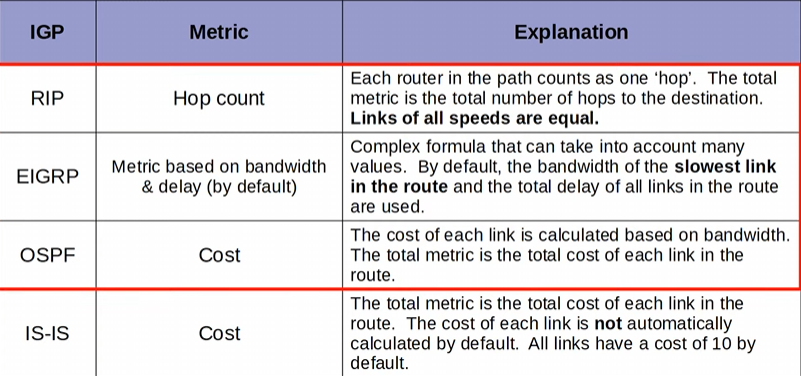 IGP
Metric
Explanation
RIP
Hop count
Each router in the path counts as one ‘hop’. The total
metric is the total number of hops to the destination.
Links of all speeds are equal.
EIGRP
Metric based on bandwidth
& delay (by default)
Complex formula that can take into account many
values. By default, the bandwidth of the slowest link
in the route and the total delay of all links in the route
are used.
OSPF
Cost
The cost of each link is calculated based on bandwidth.
The total metric is the total cost of each link in the
route.
IS-IS
Cost
The total metric is the total cost of each link in the
route. The cost of each link is not automatically
calculated by default. All links have a cost of 10 by
default.